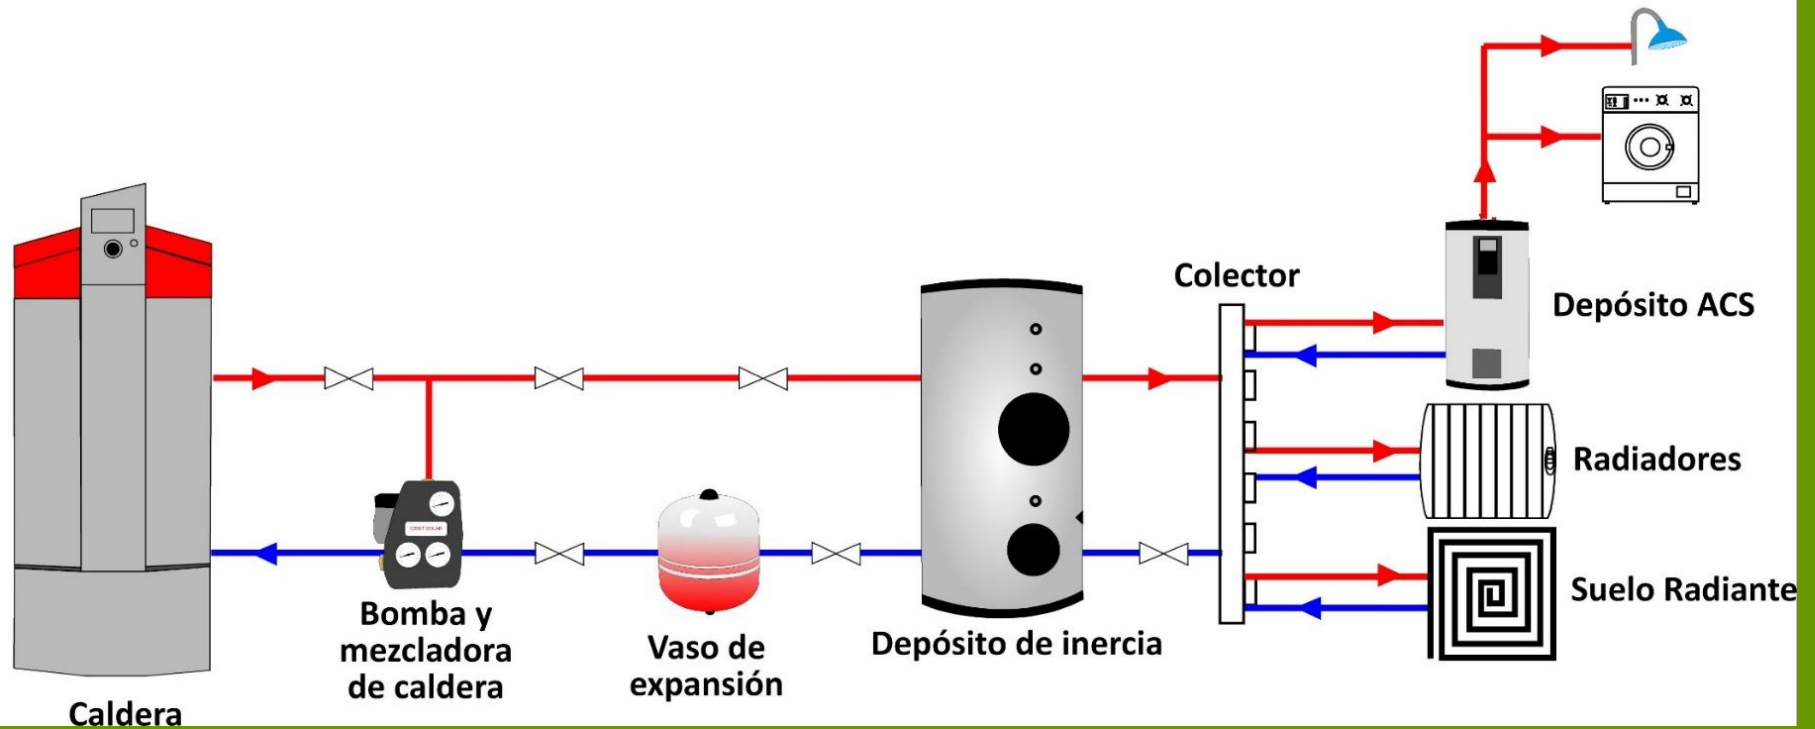 Colector
Depósito ACS
Radiadores
Suelo Radiante
Bomba y
mezcladora
de caldera
Vaso de
expansión
Depósito de inercia
Caldera